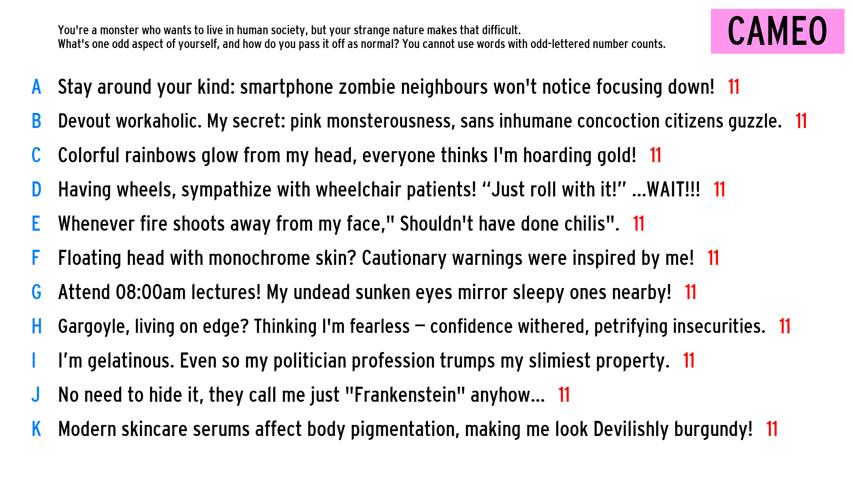 You're a monster who wants to live in human society, but your strange nature makes that difficult.
What's one odd aspect of yourself, and how do you pass it off as normal? You cannot use words with odd-lettered number counts.
CAMEO
A Stay around your kind: smartphone zombie neighbours won't notice focusing down! 11
B Devout workaholic. My secret: pink monsterousness, sans inhumane concoction citizens guzzle. 11
C Colorful rainbows glow from my head, everyone thinks I'm hoarding gold! 11
D Having wheels, sympathize with wheelchair patients! “Just roll with it!” ...WAIT!!! 11
E Whenever fire shoots away from my face," Shouldn't have done chilis". 11
F Floating head with monochrome skin? Cautionary warnings were inspired by me! 11
G Attend 08:00am lectures! My undead sunken eyes mirror sleepy ones nearby! 11
H Gargoyle, living on edge? Thinking I'm fearless – confidence withered, petrifying insecurities. 11
I I’m gelatinous. Even so my politician profession trumps my slimiest property. 11
J No need to hide it, they call me just "Frankenstein" anyhow... 11
K Modern skincare serums affect body pigmentation, making me look Devilishly burgundy! 11